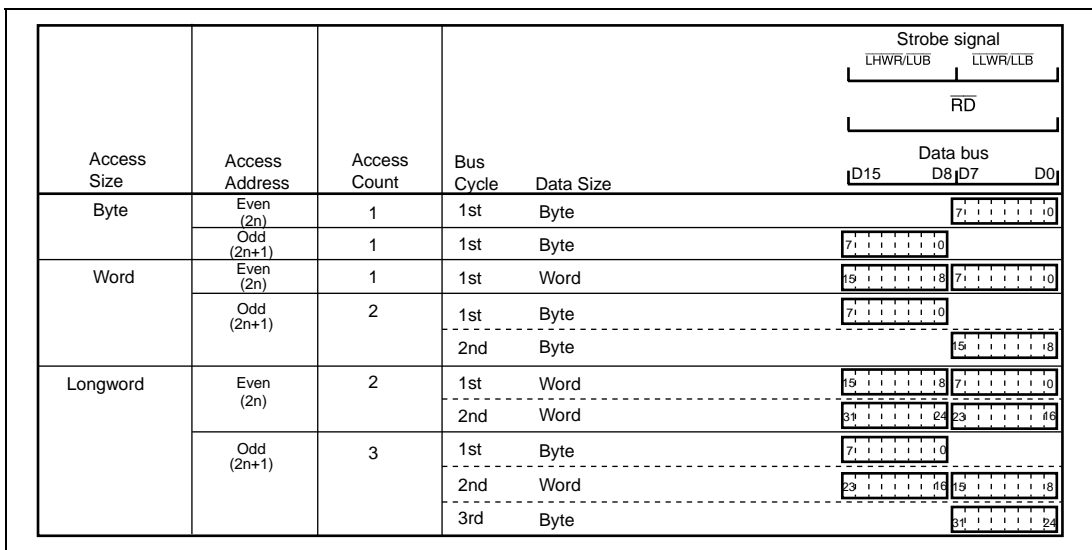 Strobe signal
LHWR/LUB LLWR/LLB
RD
Access Size Access Address Access Count Bus Cycle Data Size Data bus
D15 D8 D7 D0
Byte Even (2n) 1 1st Byte 7 0
Odd (2n+1) 1 1st Byte 7 0
Word Even (2n) 1 1st Word 15 8 7 0
Odd (2n+1) 2 1st Byte 7 0
2nd Byte 15 8
Longword Even (2n) 2 1st Word 15 8 7 0
2nd Word 31 24 23 16
Odd (2n+1) 3 1st Byte 7 0
2nd Word 23 16 15 8
3rd Byte 31 24